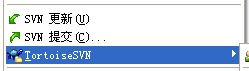 SVN 更新(U)
SVN 提交(C)...
TortoiseSVN